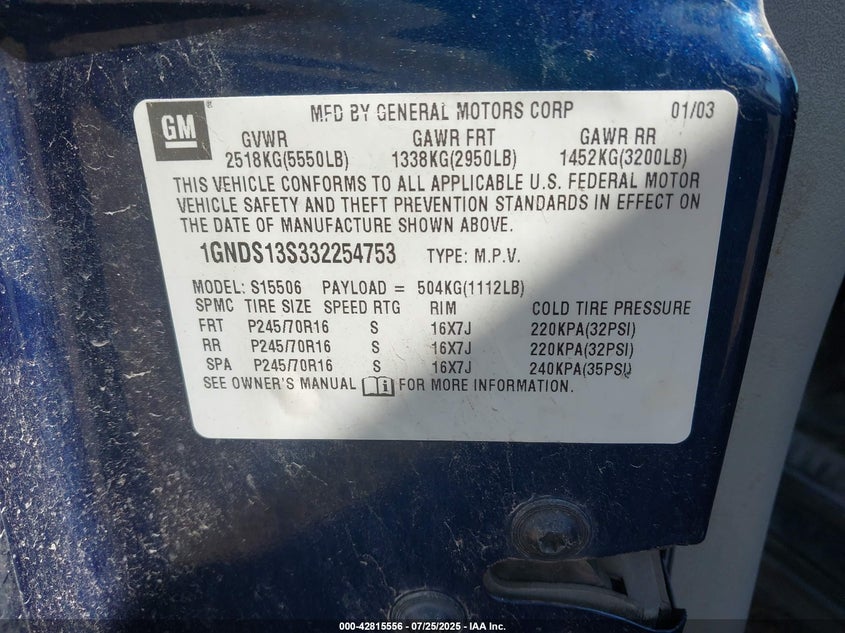 GM
®
MFD BY GENERAL MOTORS CORP 01/03
GVWR GAWR FRT GAWR RR
2518KG(5550LB) 1338KG(2950LB) 1452KG(3200LB)
THIS VEHICLE CONFORMS TO ALL APPLICABLE U.S. FEDERAL MOTOR
VEHICLE SAFETY AND THEFT PREVENTION STANDARDS IN EFFECT ON
THE DATE OF MANUFACTURE SHOWN ABOVE.
1GNDS13S332254753 TYPE: M.P.V.
MODEL: S15506 PAYLOAD = 504KG(1112LB)
SPMC TIRE SIZE SPEED RTG RIM COLD TIRE PRESSURE
FRT P245/70R16 S 16X7J 220KPA(32PSI)
RR P245/70R16 S 16X7J 220KPA(32PSI)
SPA P245/70R16 S 16X7J 240KPA(35PSI)
SEE OWNER'S MANUAL i FOR MORE INFORMATION.
000-42815556 - 07/25/2025 - IAA Inc.